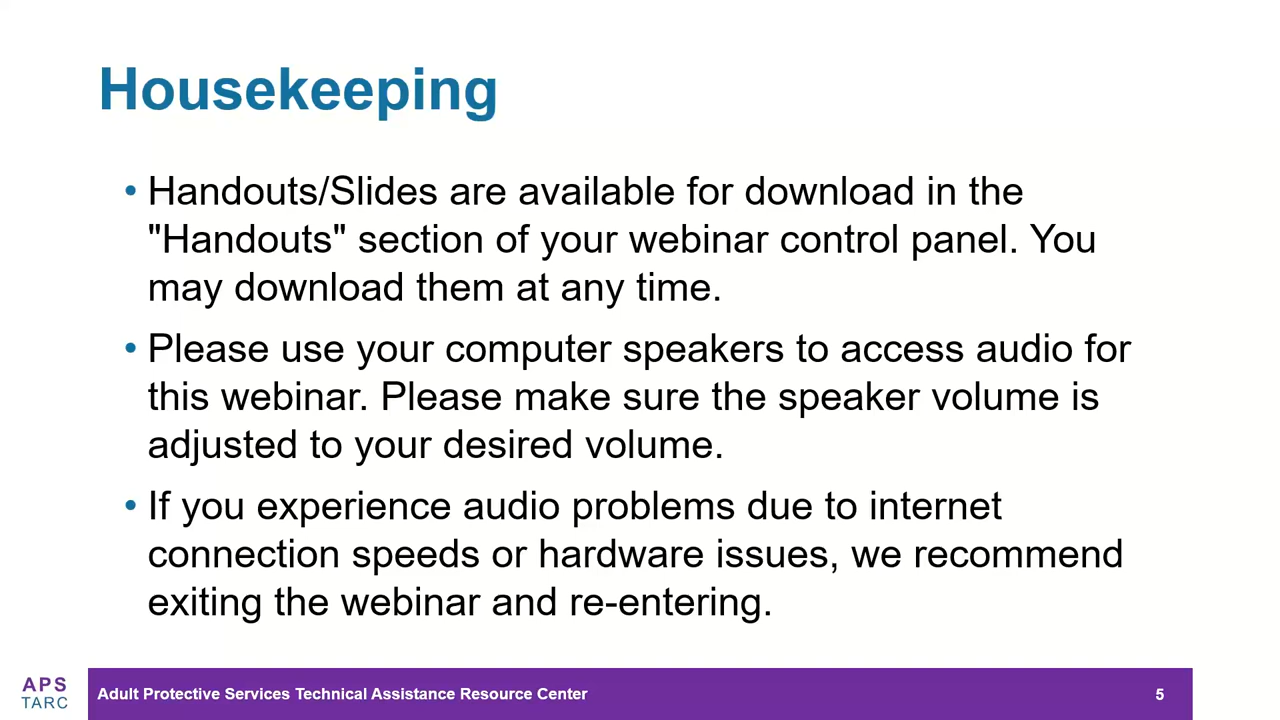 Housekeeping
• Handouts/Slides are available for download in the
"Handouts" section of your webinar control panel. You
may download them at any time.
• Please use your computer speakers to access audio for
this webinar. Please make sure the speaker volume is
adjusted to your desired volume.
• If you experience audio problems due to internet
connection speeds or hardware issues, we recommend
exiting the webinar and re-entering.
APS
TARC
Adult Protective Services Technical Assistance Resource Center
5